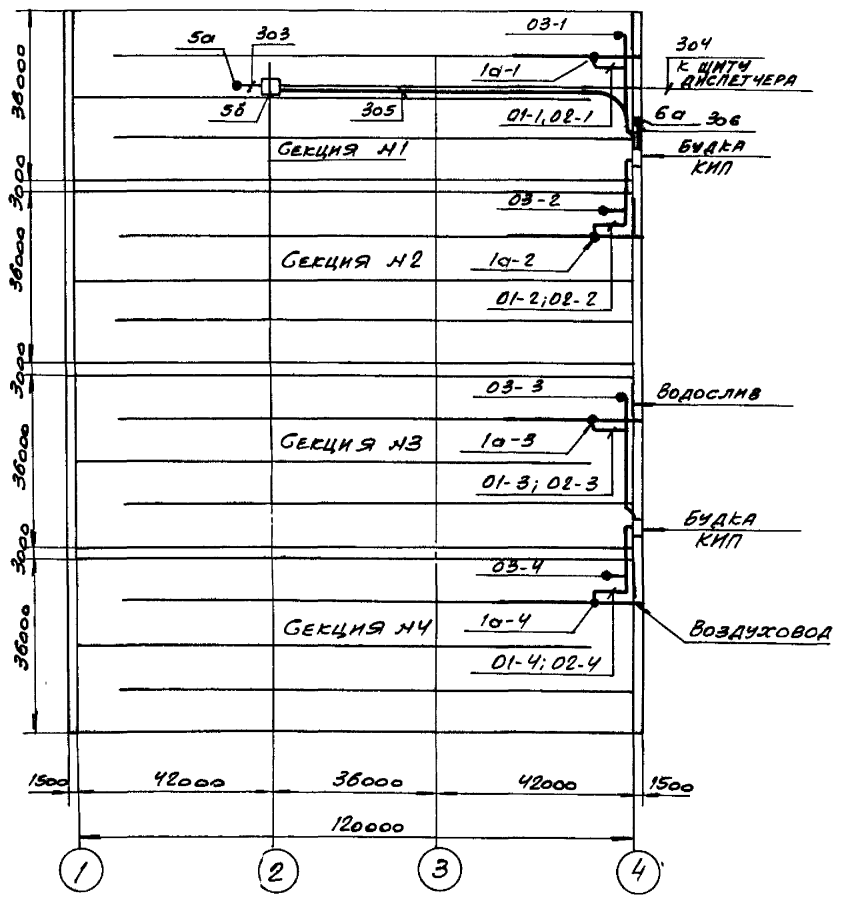 03-1
5а
303
304
1а-1
К ЩИТУ
ДИСПЕТЧЕРА
5б
305
01-1,02-1
6а
306
36000
СЕКЦИЯ №1
БУДКА
КИП
3000
03-2
СЕКЦИЯ №2
1а-2
36000
01-2;02-2
3000
03-3
ВОДОСЛИВ
СЕКЦИЯ №3
1а-3
36000
01-3; 02-3
БУДКА
КИП
3000
03-4
СЕКЦИЯ №4
1а-4
ВОЗДУХОВОД
36000
01-4; 02-4
1500
42000
36000
42000
1500
120000
1
2
3
4